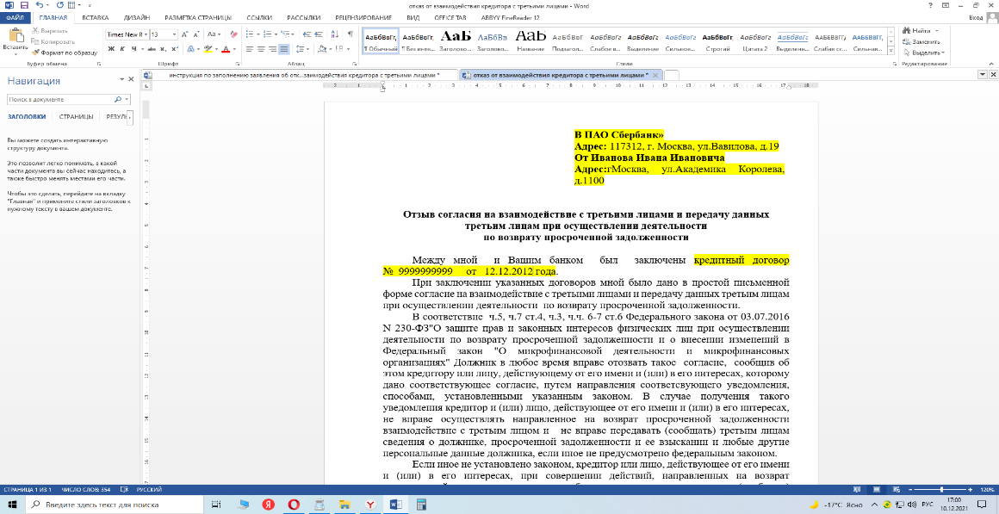 отказ от взаимодействия кредитора с третьими лицами - Word
ФАЙЛ ГЛАВНАЯ ВСТАВКА ДИЗАЙН РАЗМЕТКА СТРАНИЦЫ ССЫЛКИ РАССЫЛКИ РЕЦЕНЗИРОВАНИЕ ВИД OFFICE TAB ABBYY FineReader 12 Вход
Вставить
Вырезать
Копировать
Формат по образцу
Times New R 13
АаБбВвГг, АаБбВвГг, АаБ АаБбВв АаБ АаБбВвГ АаБбВвГг АаБбВвГг АаБбВвГг АаБбВвГг, АаБбВвГг АаБбВвГг ААБББВВГГ, ААБББВВГГ,
¶ Обычный ¶ Без инте... Заголово... Заголово... Название Подзагол... Слабое в... Выделение Сильное... Строгий Цитата 2 Выделенн... Слабая сс... Сильная...
Найти
Заменить
Выделить
Буфер обмена Шрифт Абзац Стили Редактирование
инструкция по заполнению заявления об отк...заимодействия кредитора с третьими лицами *
отказ от взаимодействия кредитора с третьими лицами *
Навигация
Поиск в документе
ЗАГОЛОВКИ СТРАНИЦЫ РЕЗУЛЬ
Вы можете создать интерактивную
структуру документа.
Это позволит легко понимать, в какой
части документа вы сейчас находитесь, а
также быстро менять местами его части.
Чтобы это сделать, перейдите на вкладку
"Главная" и примените стили заголовков к
нужному тексту в вашем документе.
В ПАО Сбербанк»
Адрес: 117312, г. Москва, ул.Вавилова, д.19
От Иванова Ивана Ивановича
Адрес:гМосква, ул.Академика Королева,
д.1100
Отзыв согласия на взаимодействие с третьими лицами и передачу данных
третьим лицам при осуществлении деятельности
по возврату просроченной задолженности
Между мной и Вашим банком был заключены кредитный договор
№ 9999999999 от 12.12.2012 года.
При заключении указанных договоров мной было дано в простой письменной
форме согласие на взаимодействие с третьими лицами и передачу данных третьим лицам
при осуществлении деятельности по возврату просроченной задолженности.
В соответствие ч.5, ч.7 ст.4, ч.3, ч.ч. 6-7 ст.6 Федерального закона от 03.07.2016
N 230-ФЗ"О защите прав и законных интересов физических лиц при осуществлении
деятельности по возврату просроченной задолженности и о внесении изменений в
Федеральный закон "О микрофинансовой деятельности и микрофинансовых
организациях" Должник в любое время вправе отозвать такое согласие, сообщив об
этом кредитору или лицу, действующему от его имени и (или) в его интересах, которому
дано соответствующее согласие, путем направления соответсвующего уведомления,
способами, установленными указанным законом. В случае получения такого
уведомления кредитор и (или) лицо, действующее от его имени и (или) в его интересах,
не вправе осуществлять направленное на возврат просроченной задолженности
взаимодействие с третьим лицом и не вправе передавать (сообщать) третьим лицам
сведения о должнике, просроченной задолженности и ее взыскании и любые другие
персональные данные должника, если иное не предусмотрено федеральным законом.
Если иное не установлено законом, кредитор или лицо, действующее от его имени
и (или) в его интересах, при совершении действий, направленных на возврат
СТРАНИЦА 1 ИЗ 1 ЧИСЛО СЛОВ: 354 РУССКИЙ 120%
Введите здесь текст для поиска
-17°C Ясно РУС 17:00
10.12.2021